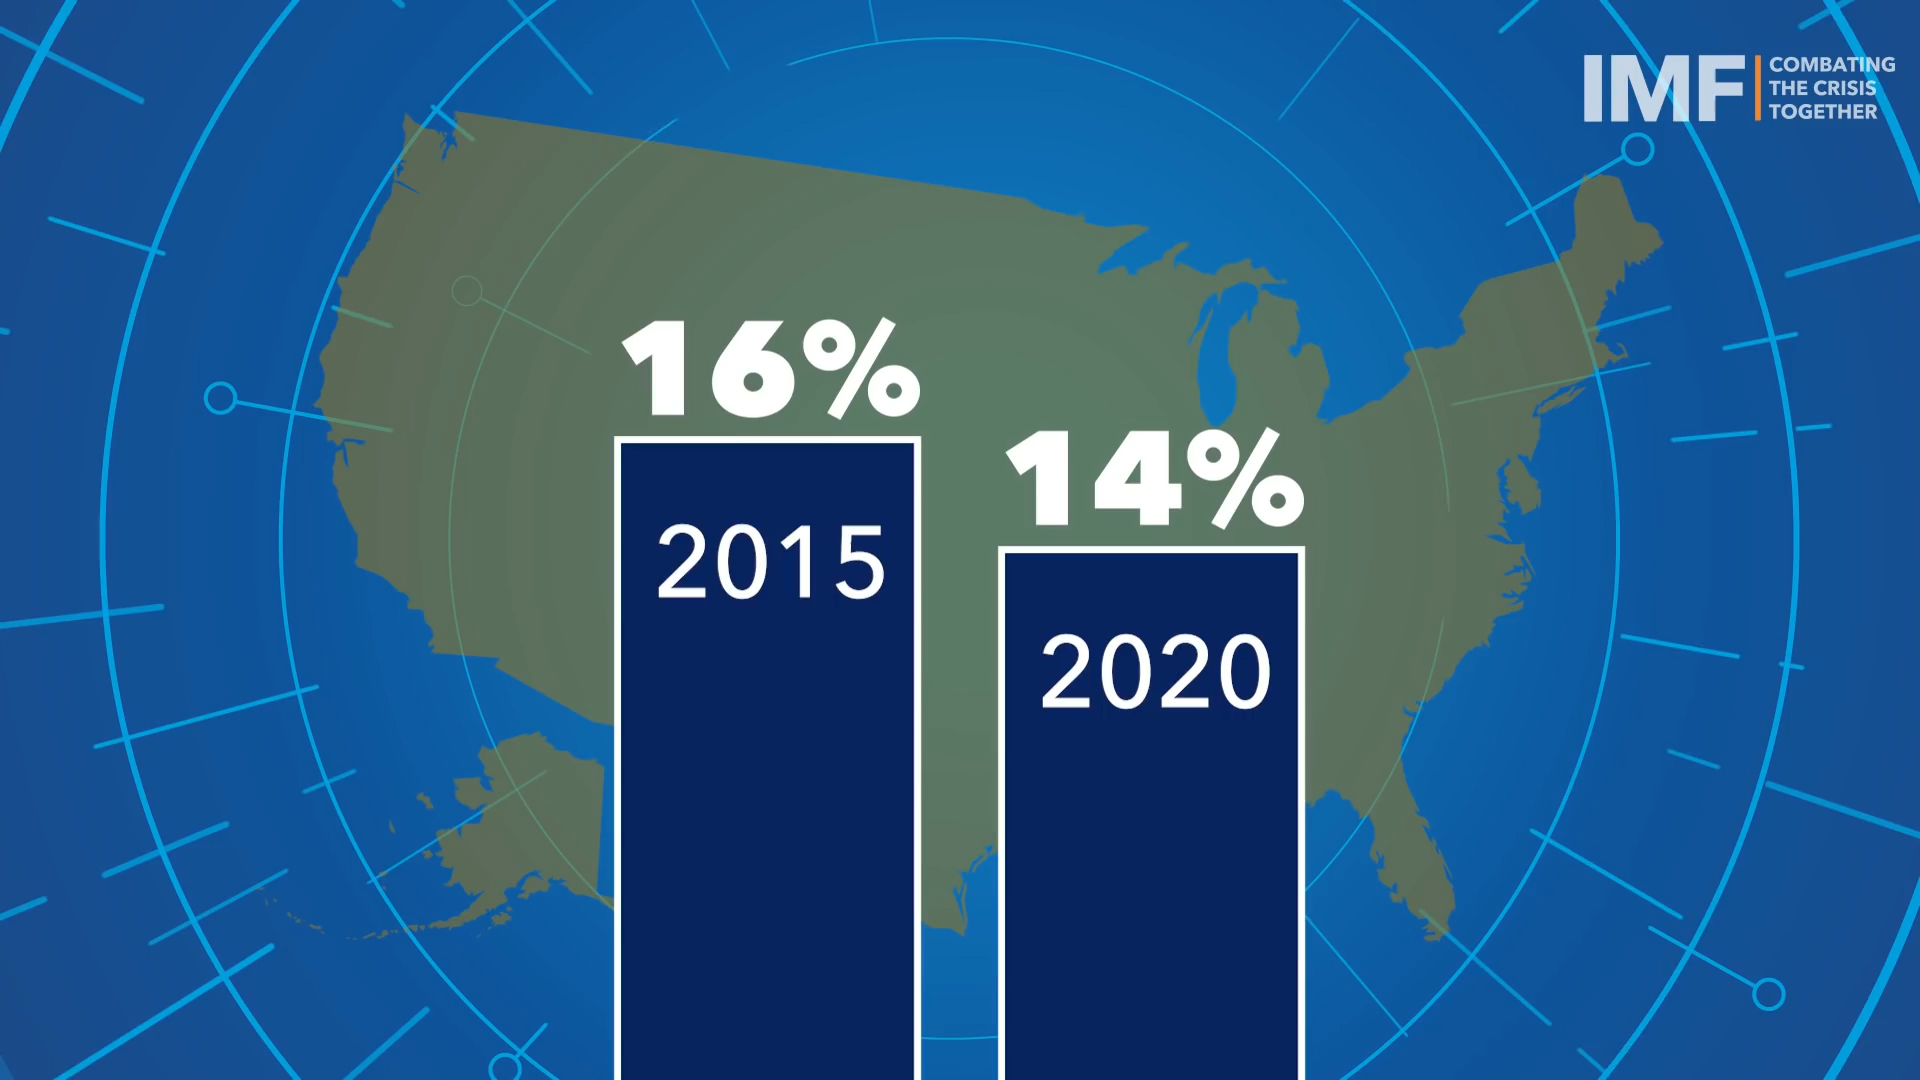 IMF
COMBATING
THE CRISIS
TOGETHER
16%
2015
14%
2020